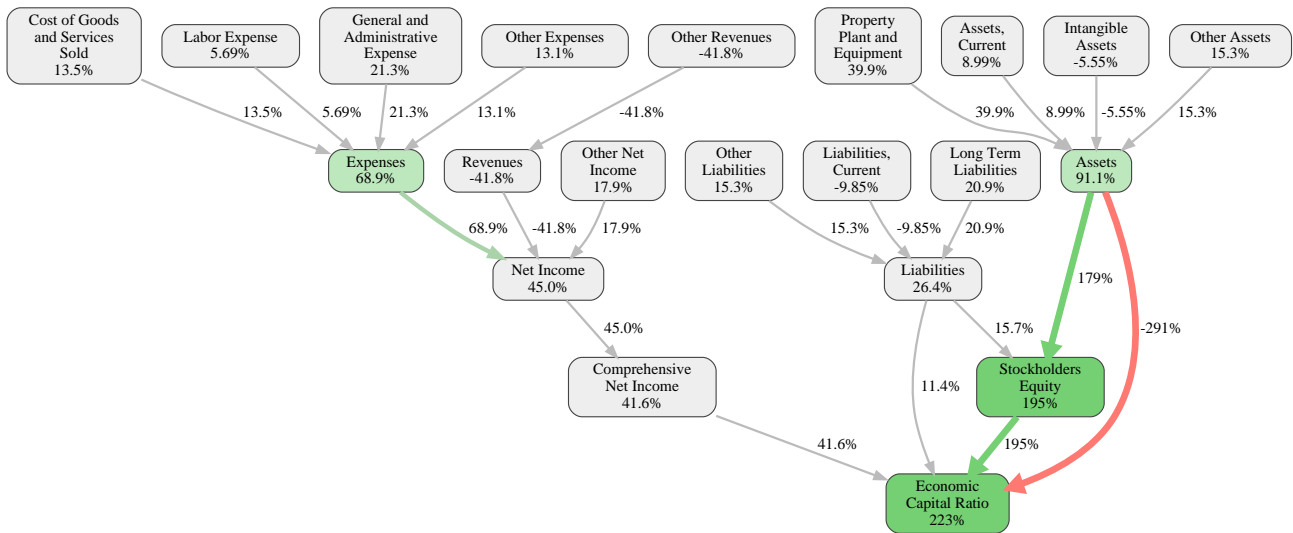 Cost of Goods
and Services
Sold
13.5%
Labor Expense
5.69%
General and
Administrative
Expense
21.3%
Other Expenses
13.1%
Other Revenues
-41.8%
Property
Plant and
Equipment
39.9%
Assets,
Current
8.99%
Intangible
Assets
-5.55%
Other Assets
15.3%
13.5%
5.69%
21.3%
13.1%
-41.8%
39.9%
8.99%
-5.55%
15.3%
Expenses
68.9%
Revenues
-41.8%
Other Net
Income
17.9%
Other
Liabilities
15.3%
Liabilities,
Current
-9.85%
Long Term
Liabilities
20.9%
Assets
91.1%
68.9%
-41.8%
17.9%
15.3%
-9.85%
20.9%
Net Income
45.0%
Liabilities
26.4%
179%
-291%
45.0%
15.7%
Comprehensive
Net Income
41.6%
11.4%
Stockholders
Equity
195%
41.6%
195%
Economic
Capital Ratio
223%